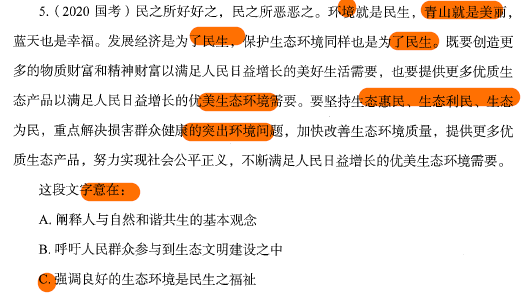 5.（2020 国考）民之所好好之，民之所恶恶之。环境就是民生，青山就是美丽，
蓝天也是幸福。发展经济是为了民生，保护生态环境同样也是为了民生。既要创造更
多的物质财富和精神财富以满足人民日益增长的美好生活需要，也要提供更多优质生
态产品以满足人民日益增长的优美生态环境需要。要坚持生态惠民、生态利民、生态
为民，重点解决损害群众健康的突出环境问题，加快改善生态环境质量，提供更多优
质生态产品，努力实现社会公平正义，不断满足人民日益增长的优美生态环境需要。
这段文字意在：
A. 阐释人与自然和谐共生的基本观念
B. 呼吁人民群众参与到生态文明建设之中
C. 强调良好的生态环境是民生之福祉